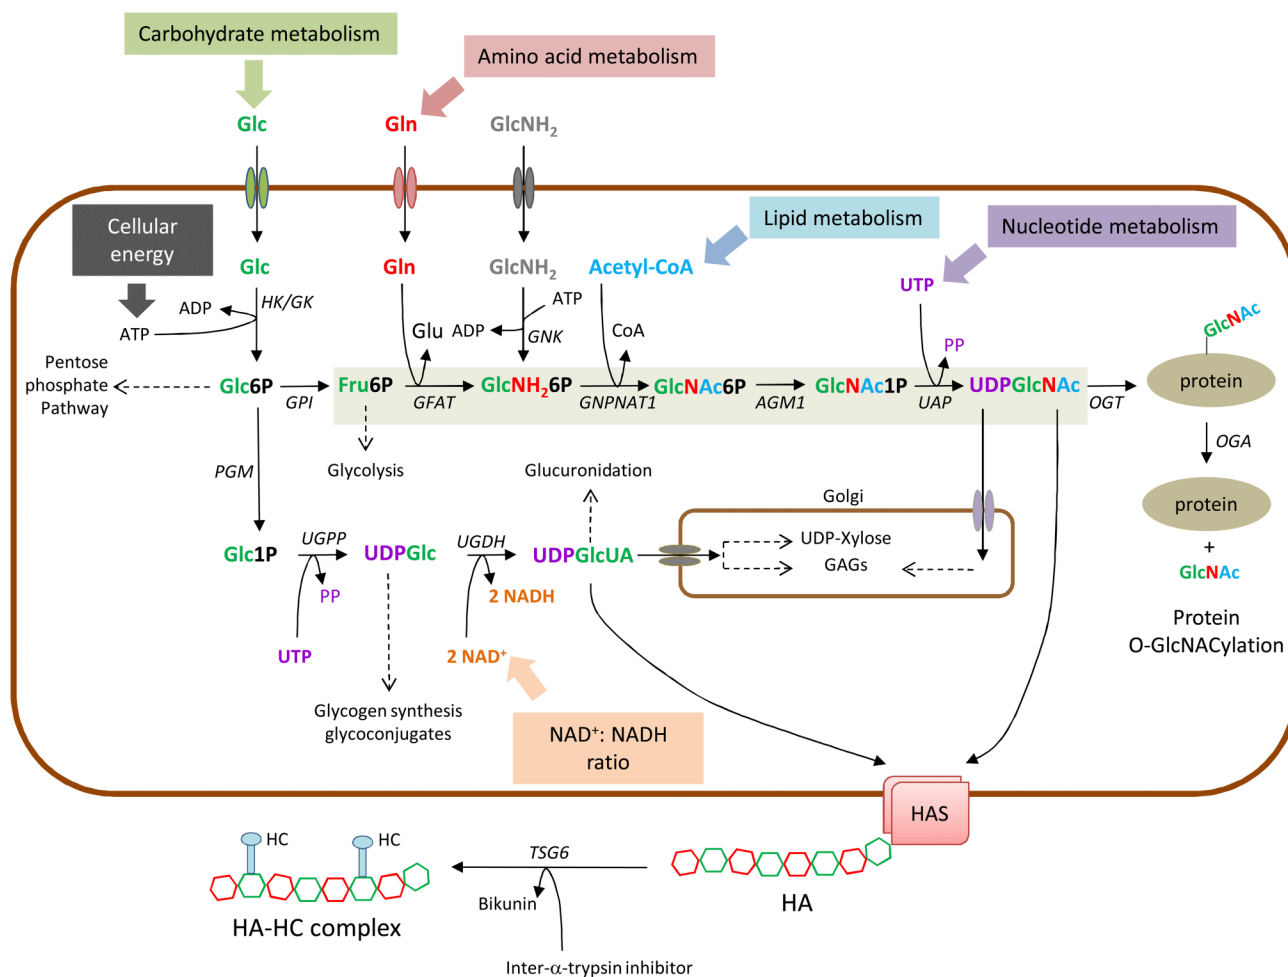 Carbohydrate metabolism
Amino acid metabolism
Glc
Gln
GlcNH2
Cellular
energy
Lipid metabolism
Nucleotide metabolism
Glc
Gln
GlcNH2
Acetyl-CoA
UTP
ADP
HK/GK
ATP
ATP
Glu
ADP
GNK
CoA
PP
GlcNAc
protein
Pentose
phosphate
Pathway
Glc6P
GPI
Fru6P
GFAT
GlcNH26P
GNPNAT1
GlcNAc6P
AGM1
GlcNAc1P
UAP
UDPGlcNAc
OGT
OGA
PGM
Glycolysis
Glucuronidation
Golgi
protein
+
GlcNAc
Protein
O-GlcNACylation
Glc1P
UGPP
UDPGlc
UGDH
UDPGlcUA
UDP-Xylose
GAGs
PP
2 NADH
UTP
2 NAD+
Glycogen synthesis
glycoconjugates
NAD+: NADH
ratio
HAS
HC
HC
TSG6
Bikunin
HA
HA-HC complex
Inter-α-trypsin inhibitor